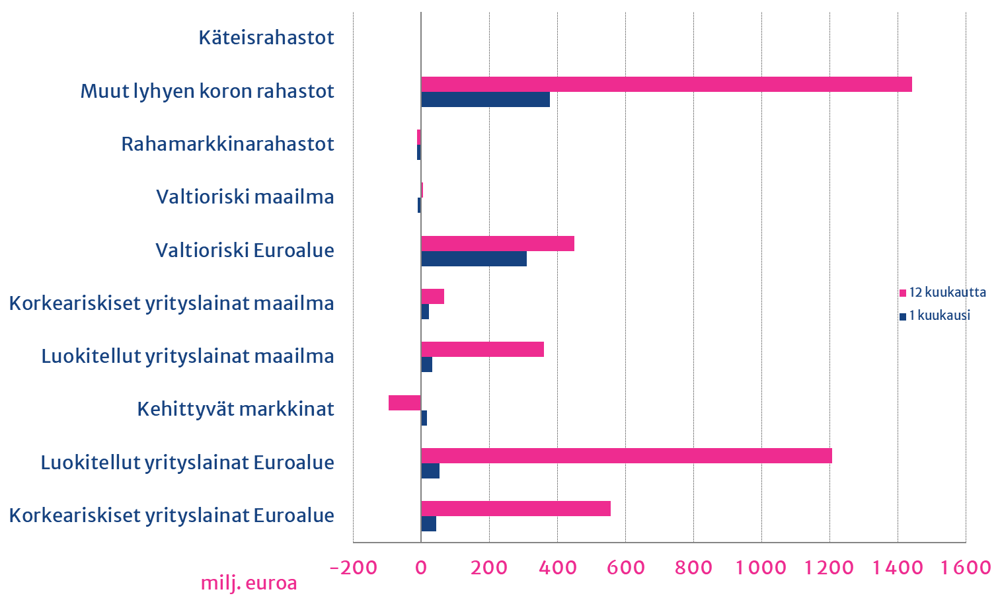 Käteisrahastot
Muut lyhyen koron rahastot
Rahamarkkinarahastot
Valtioriski maailma
Valtioriski Euroalue
Korkeariskiset yrityslainat maailma
Luokitellut yrityslainat maailma
Kehittyvät markkinat
Luokitellut yrityslainat Euroalue
Korkeariskiset yrityslainat Euroalue
12 kuukautta
1 kuukausi
-200 0 200 400 600 800 1 000 1 200 1 400 1 600
milj. euroa